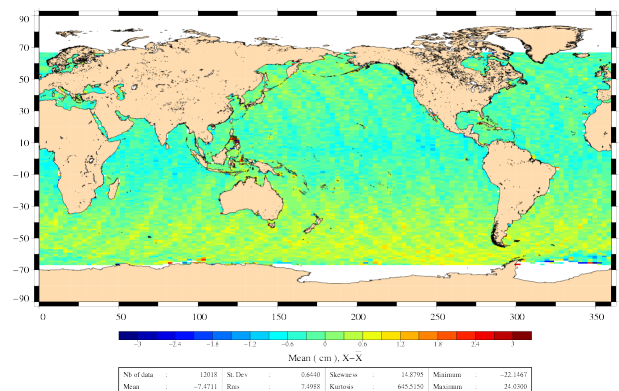 90
70
50
30
10
−10
−30
−50
−70
−90
0 50 100 150 200 250 300 350
−3 −2.4 −1.8 −1.2 −0.6 0 0.6 1.2 1.8 2.4 3
Mean ( cm ), X−X̄
Nb of data : 12018 St. Dev : 0.6440 Skewness : 14.8795 Minimum : −22.1467
Mean : −7.4711 Rms : 7.4988 Kurtosis : 645.5150 Maximum : 24.0300